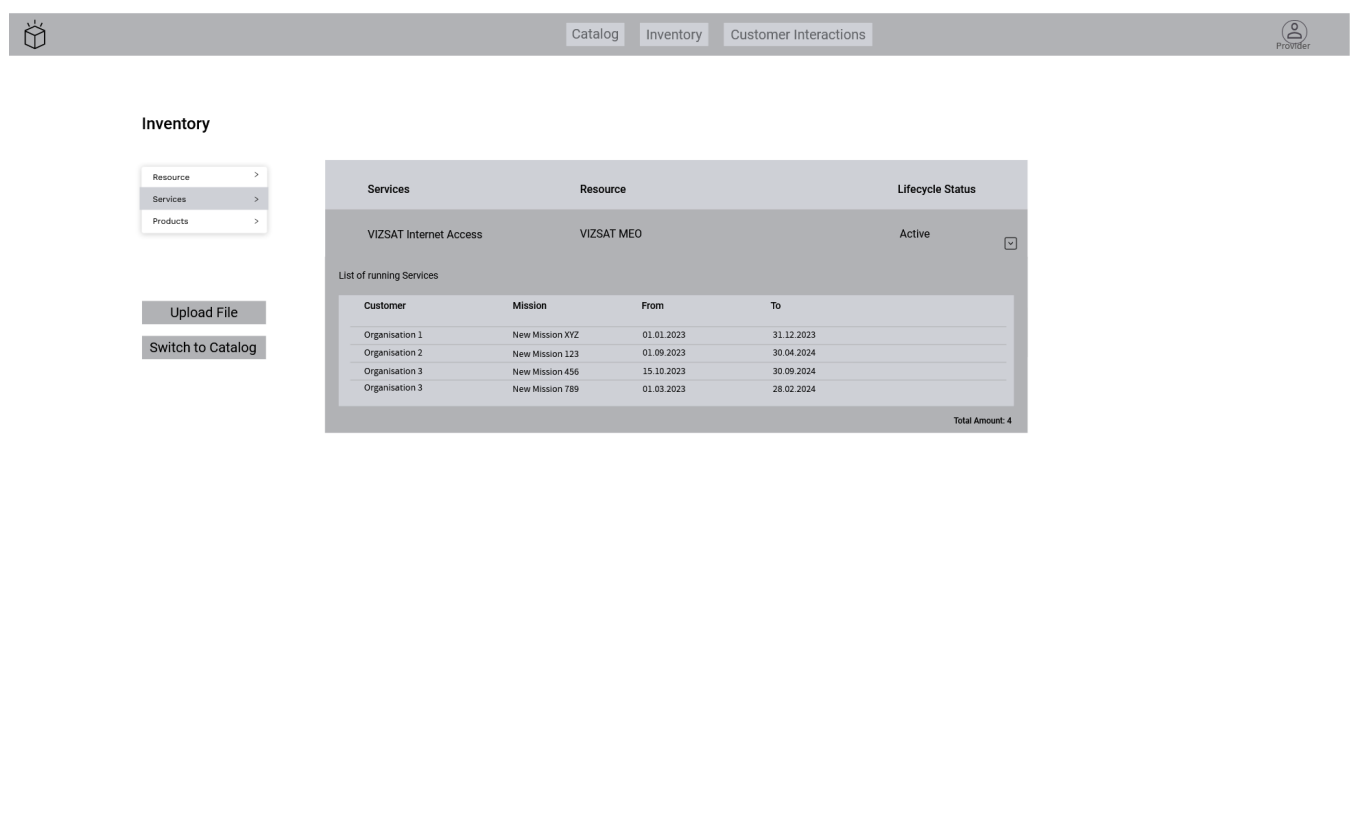 Catalog Inventory Customer Interactions
Provider
Inventory
Resource >
Services >
Products >
Upload File
Switch to Catalog
Services Resource Lifecycle Status
VIZSAT Internet Access VIZSAT MEO Active
List of running Services
Customer Mission From To
Organisation 1 New Mission XYZ 01.01.2023 31.12.2023
Organisation 2 New Mission 123 01.09.2023 30.04.2024
Organisation 3 New Mission 456 15.10.2023 30.09.2024
Organisation 3 New Mission 789 01.03.2023 28.02.2024
Total Amount: 4